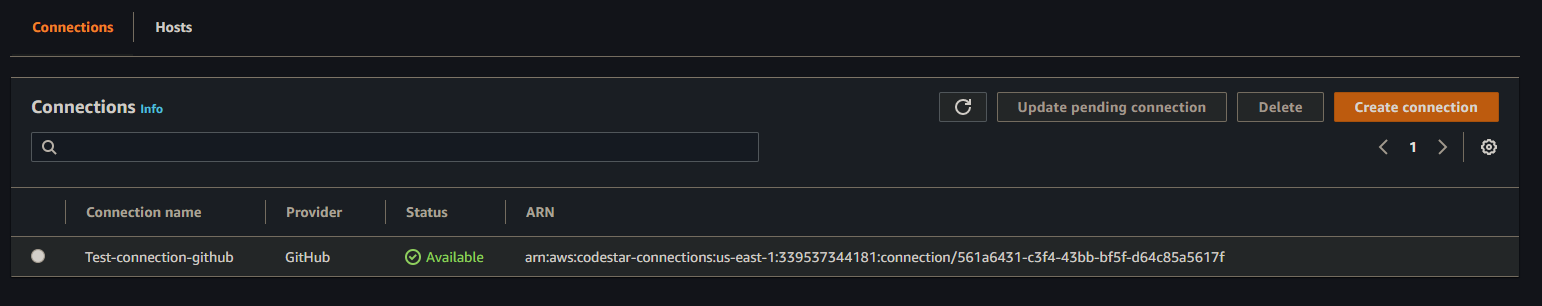 Connections Hosts
Connections Info Update pending connection Delete Create connection
1
Connection name Provider Status ARN
Test-connection-github GitHub Available arn:aws:codestar-connections:us-east-1:339537344181:connection/561a6431-c3f4-43bb-bf5f-d64c85a5617f